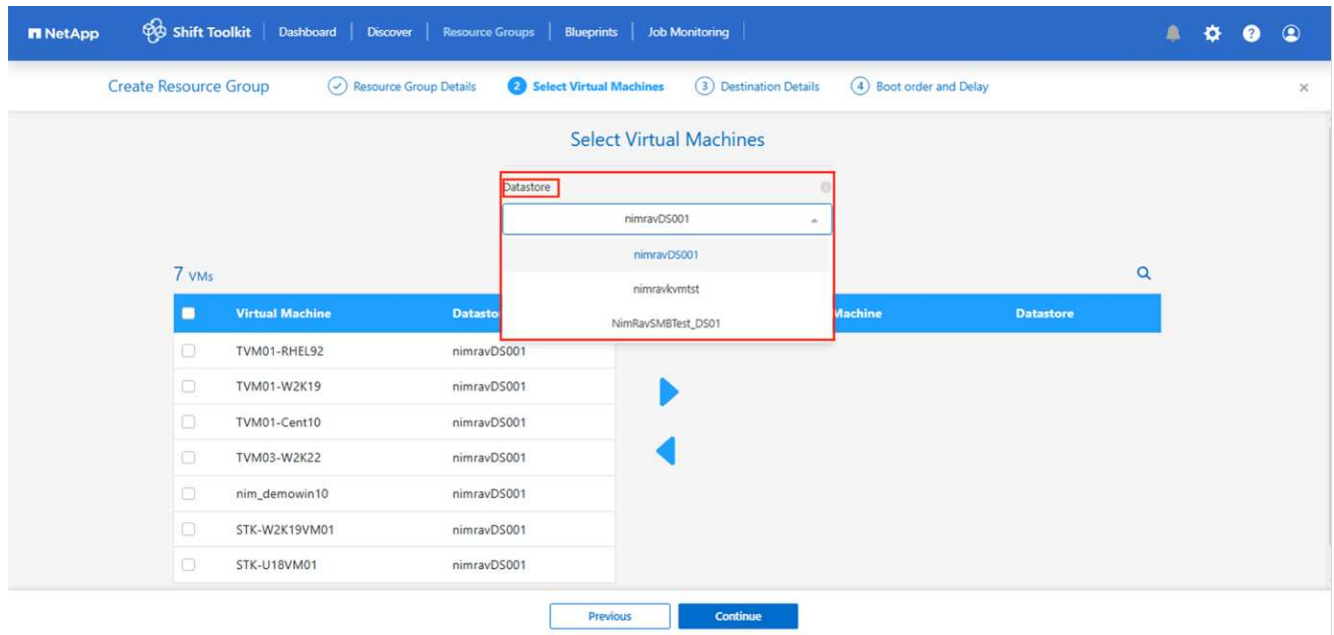 NetApp Shift Toolkit Dashboard Discover Resource Groups Blueprints Job Monitoring ?
Create Resource Group Resource Group Details 2 Select Virtual Machines 3 Destination Details 4 Boot order and Delay ×
Select Virtual Machines
Datastore
nimravDS001
nimravDS001
nimravkvmtst
NimRavSMBTest_DS01
7 VMs
Virtual Machine Datasto Machine Datastore
TVM01-RHEL92 nimravDS001
TVM01-W2K19 nimravDS001
TVM01-Cent10 nimravDS001
TVM03-W2K22 nimravDS001
nim_demowin10 nimravDS001
STK-W2K19VM01 nimravDS001
STK-U18VM01 nimravDS001
Previous Continue